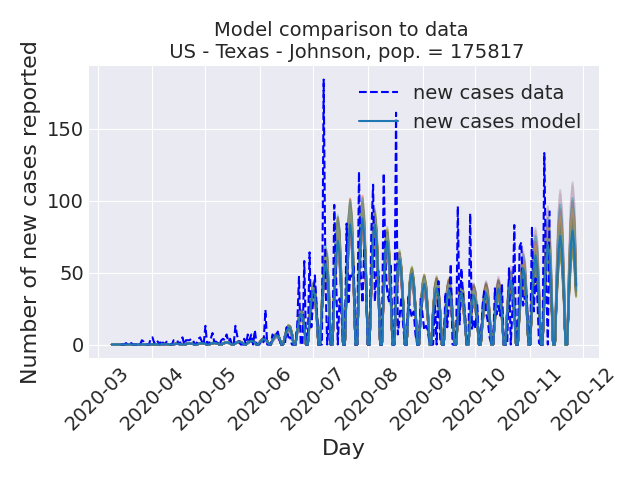 Model comparison to data
US - Texas - Johnson, pop. = 175817
new cases data
new cases model
Number of new cases reported
150
100
50
0
2020-03
2020-04
2020-05
2020-06
2020-07
2020-08
2020-09
2020-10
2020-11
2020-12
Day